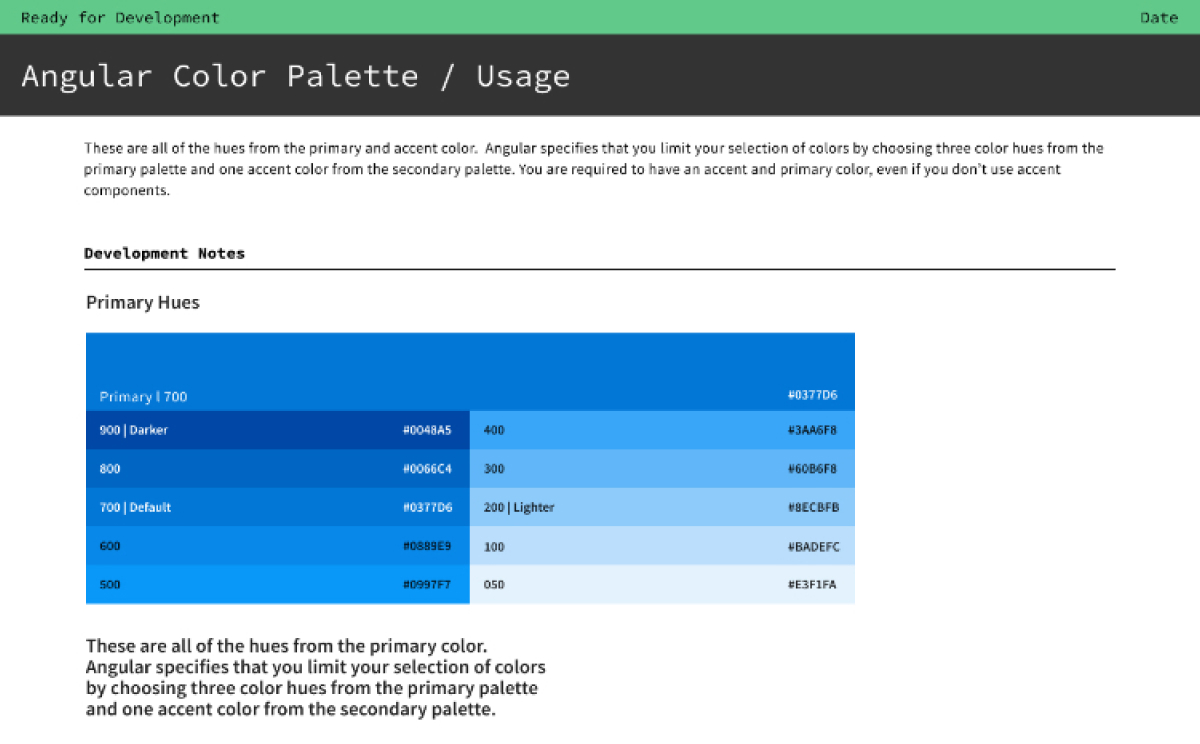 Ready for Development Date
Angular Color Palette / Usage
These are all of the hues from the primary and accent color.  Angular specifies that you limit your selection of colors by choosing three color hues from the
primary palette and one accent color from the secondary palette. You are required to have an accent and primary color, even if you don't use accent
components.
Development Notes
Primary Hues
Primary l 700 #0377D6
900 | Darker #0048A5 400 #3AA6F8
800 #0066C4 300 #60B6F8
700 | Default #0377D6 200 | Lighter #8ECBFB
600 #0889E9 100 #BADEFC
500 #0997F7 050 #E3F1FA
These are all of the hues from the primary color.
Angular specifies that you limit your selection of colors
by choosing three color hues from the primary palette
and one accent color from the secondary palette.